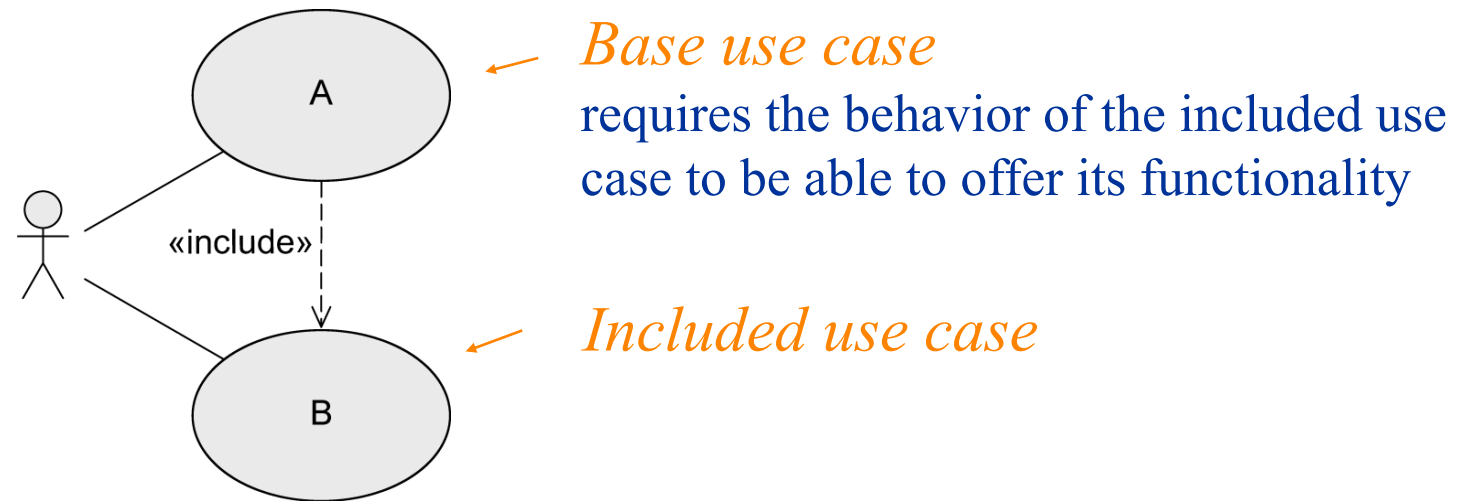 A
Base use case
requires the behavior of the included use
case to be able to offer its functionality
«include»
Included use case
B